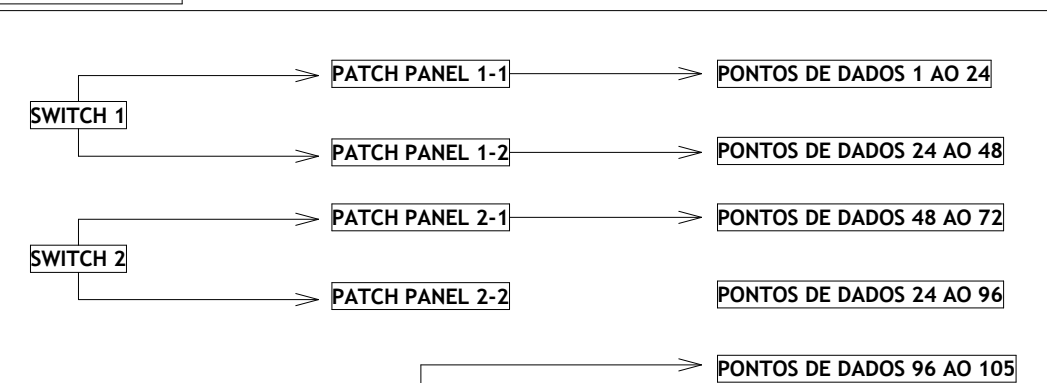 PATCH PANEL 1-1 PONTOS DE DADOS 1 AO 24
SWITCH 1
PATCH PANEL 1-2 PONTOS DE DADOS 24 AO 48
PATCH PANEL 2-1 PONTOS DE DADOS 48 AO 72
SWITCH 2
PATCH PANEL 2-2 PONTOS DE DADOS 24 AO 96
PONTOS DE DADOS 96 AO 105